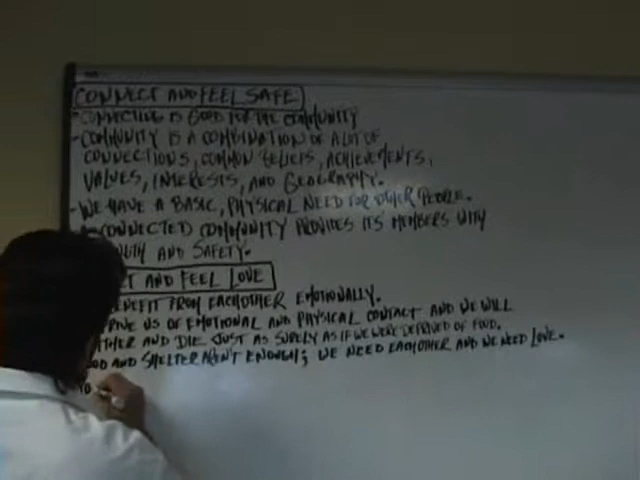 CONNECT AND FEEL SAFE
- CONNECTING IS GOOD FOR THE COMMUNITY
- COMMUNITY IS A COMBINATION OF A LOT OF
CONNECTIONS, COMMON BELIEFS, ACHIEVEMENTS,
VALUES, INTERESTS, AND GEOGRAPHY.
- WE HAVE A BASIC, PHYSICAL NEED FOR OTHER PEOPLE.
CONNECTED COMMUNITY PROVIDES ITS MEMBERS WITH
AND SAFETY.
AND FEEL LOVE
BENEFIT FROM EACHOTHER EMOTIONALLY.
US OF EMOTIONAL AND PHYSICAL CONTACT AND WE WILL
AND DIE JUST AS SURELY AS IF WE WERE DEPRIVED OF FOOD.
AND SHELTER AREN'T ENOUGH; WE NEED EACHOTHER AND WE NEED LOVE.